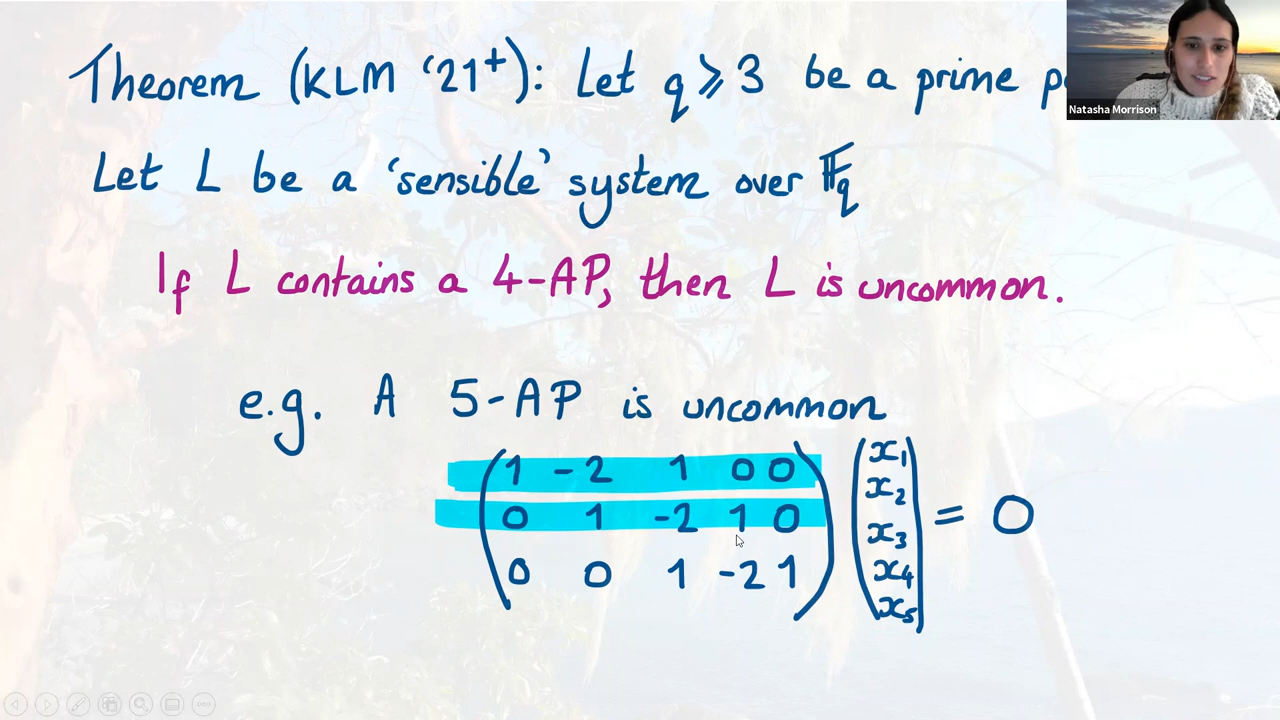 Theorem (KLM '21+): Let q ⩾ 3 be a prime
Natasha Morrison
Let L be a 'sensible' system over 𝔽q
If L contains a 4-AP, then L is uncommon.
e.g. A 5-AP is uncommon
( 1 -2 1 0 0 ) ( x1 )
( 0 1 -2 1 0 ) ( x2 )
( 0 0 1 -2 1 ) ( x3 ) = 0
( x4 )
( x5 )